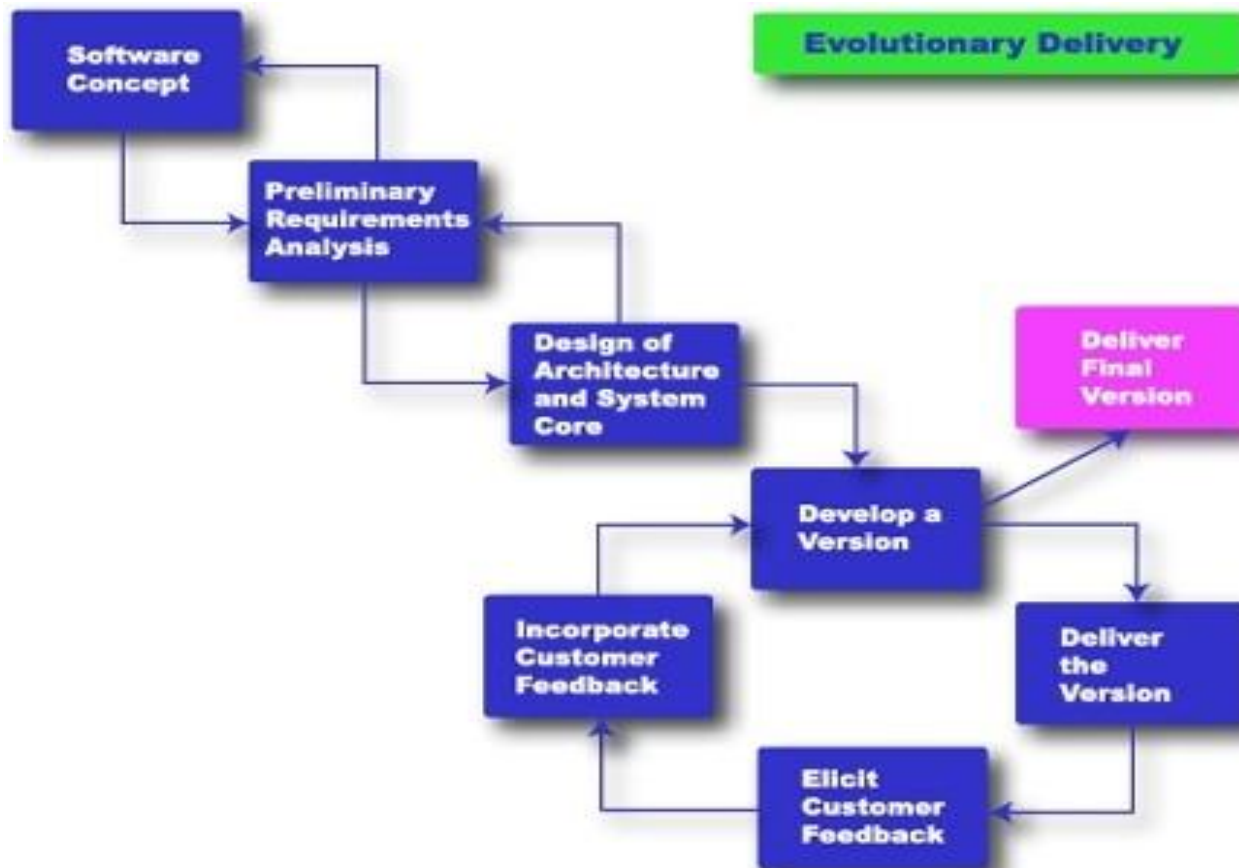 Evolutionary Delivery
Software
Concept
Preliminary
Requirements
Analysis
Design of
Architecture
and System
Core
Deliver
Final
Version
Develop a
Version
Incorporate
Customer
Feedback
Deliver
the
Version
Elicit
Customer
Feedback